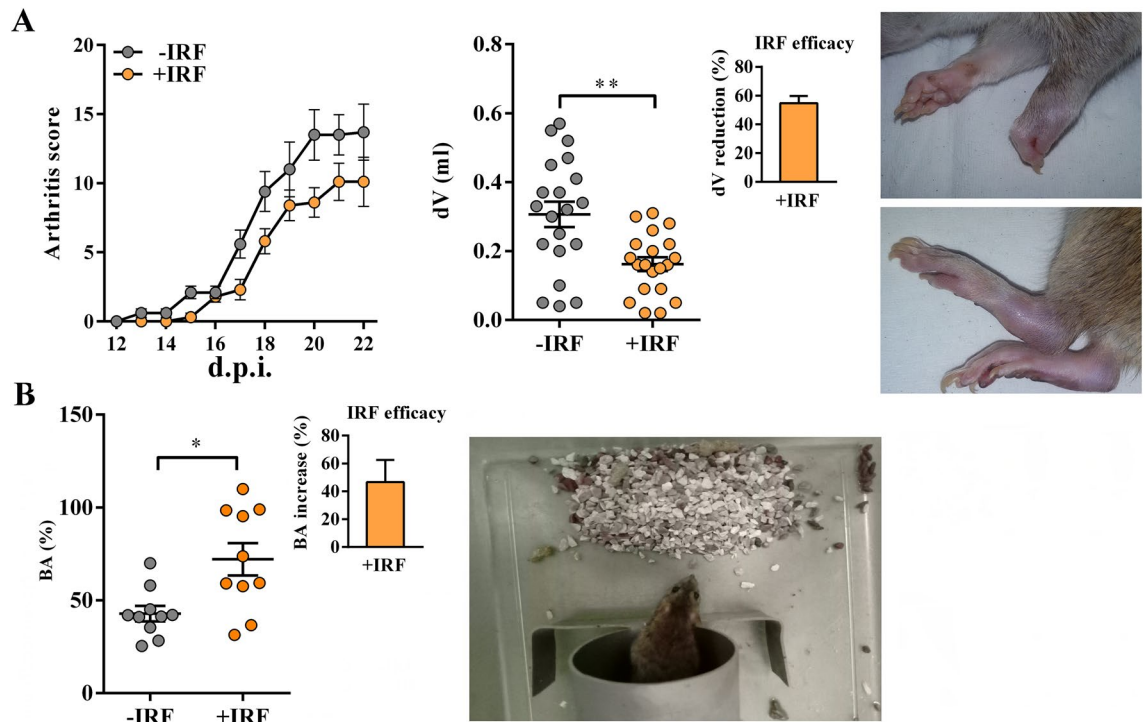 A
Arthritis score
20
15
10
5
0
-IRF
+IRF
12 14 16 18 20 22
d.p.i.
dV (ml)
0.8
0.6
0.4
0.2
0.0
**
-IRF +IRF
IRF efficacy
dV reduction (%)
80
60
40
20
0
+IRF
B
BA (%)
150
100
50
0
*
-IRF +IRF
IRF efficacy
BA increase (%)
80
60
40
20
0
+IRF